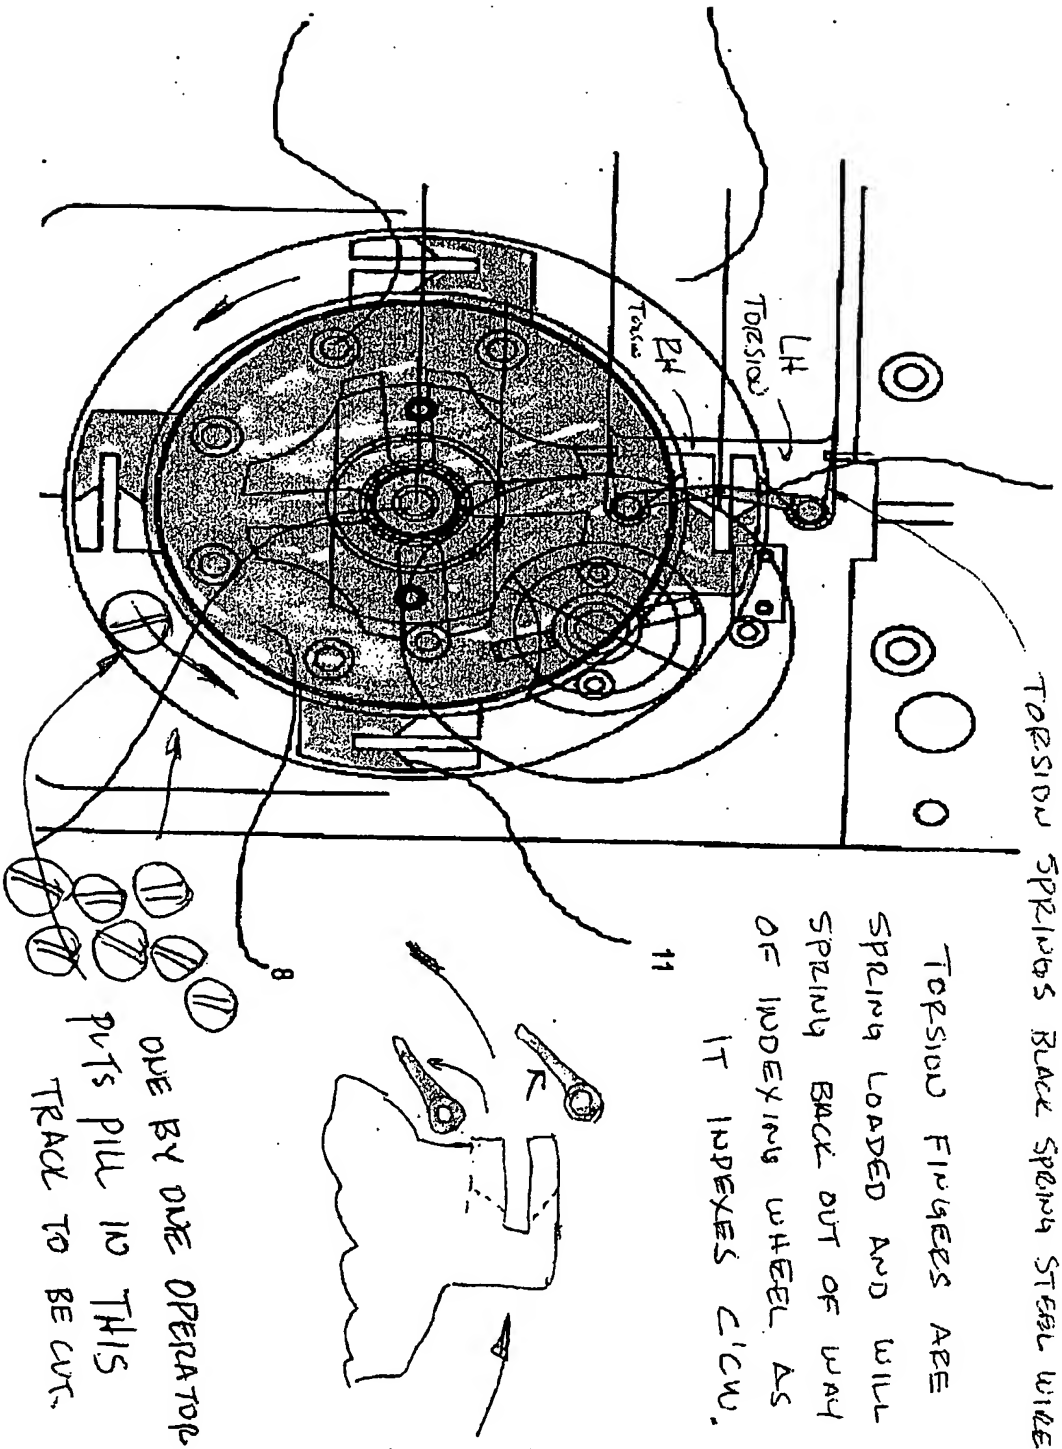 TORSION SPRINGS BLACK SPRING STEEL WIRE
TORSION FINGERS ARE
SPRING LOADED AND WILL
SPRING BACK OUT OF WAY
OF INDEXING WHEEL AS
IT INDEXES C'CW.
LH
TORSION
RH
TORSION
11
8
ONE BY ONE OPERATOR
PUTS PILL IN THIS
TRACK TO BE CUT.